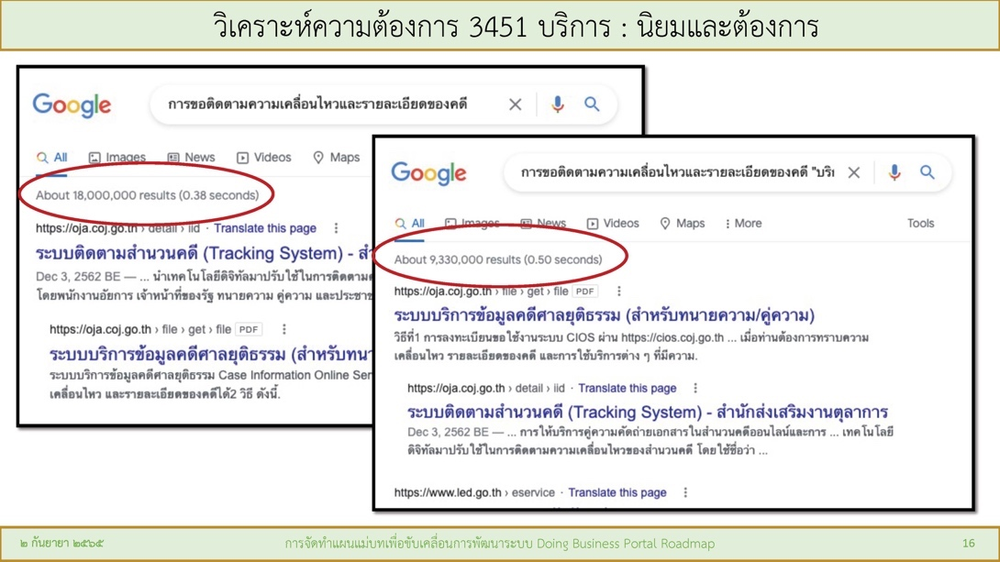 วิเคราะห์ความต้องการ 3451 บริการ : นิยมและต้องการ
Google
การขอติดตามความเคลื่อนไหวและรายละเอียดของคดี
All Images News Videos Maps
About 18,000,000 results (0.38 seconds)
https://oja.coj.go.th › detail › iid · Translate this page
ระบบติดตามสำนวนคดี (Tracking System) - สำ
Dec 3, 2562 BE — ... นำเทคโนโลยีดิจิทัลมาปรับใช้ในการติดตาม
โดยพนักงานอัยการ เจ้าหน้าที่ของรัฐ ทนายความ คู่ความ และประชาช
https://oja.coj.go.th › file › get › file PDF
ระบบบริการข้อมูลคดีศาลยุติธรรม (สำหรับทนา
ระบบบริการข้อมูลคดีศาลยุติธรรม Case Information Online Ser
เคลื่อนไหว และรายละเอียดของคดีได้2 วิธี ดังนี้.
Google
การขอติดตามความเคลื่อนไหวและรายละเอียดของคดี "บริก
All Images News Videos Maps More Tools
About 9,330,000 results (0.50 seconds)
https://oja.coj.go.th › file › get › file PDF
ระบบบริการข้อมูลคดีศาลยุติธรรม (สำหรับทนายความ/คู่ความ)
วิธีที่1 การลงทะเบียนขอใช้งานระบบ CIOS ผ่าน https://cios.coj.go.th ... เมื่อท่านต้องการทราบความ
เคลื่อนไหว รายละเอียดของคดี และการใช้บริการต่าง ๆ ที่มีความ.
https://oja.coj.go.th › detail › iid · Translate this page
ระบบติดตามสำนวนคดี (Tracking System) - สำนักส่งเสริมงานตุลาการ
Dec 3, 2562 BE — ... การให้บริการคู่ความคัดถ่ายเอกสารในสำนวนคดีออนไลน์และการ ... เทคโนโลยี
ดิจิทัลมาปรับใช้ในการติดตามความเคลื่อนไหวของสำนวนคดี โดยใช้ชื่อว่า ...
https://www.led.go.th › eservice · Translate this page
๒ กันยายา ๒๕๖๕
การจัดทำแผนแม่บทเพื่อขับเคลื่อนการพัฒนาระบบ Doing Business Portal Roadmap
16